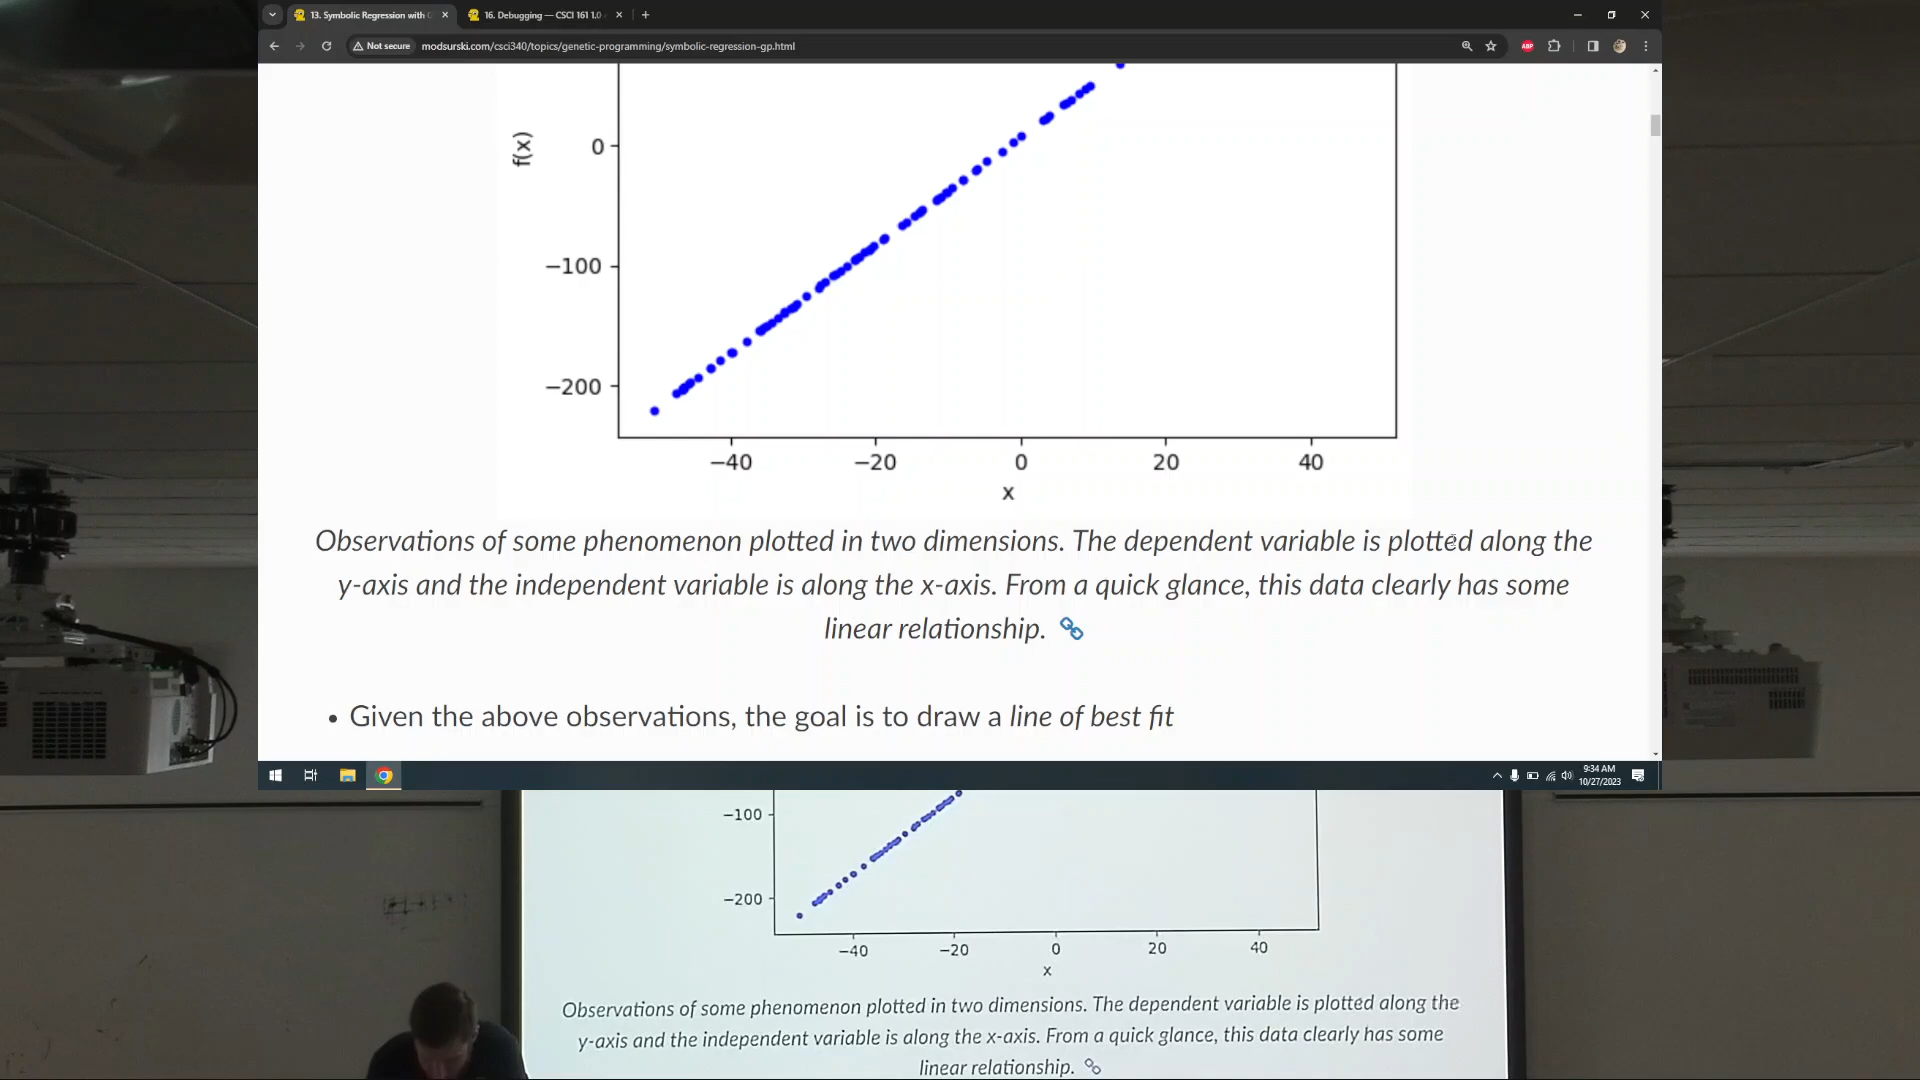 13. Symbolic Regression with
16. Debugging — CSCI 161 1.0
Not secure
modsurski.com/csci340/topics/genetic-programming/symbolic-regression-gp.html
ABP
f(x)
0
−100
−200
−40 −20 0 20 40
x
Observations of some phenomenon plotted in two dimensions. The dependent variable is plotted along the
y-axis and the independent variable is along the x-axis. From a quick glance, this data clearly has some
linear relationship.
• Given the above observations, the goal is to draw a line of best fit
9:34 AM
10/27/2023
−100
−200
−40 −20 0 20 40
x
Observations of some phenomenon plotted in two dimensions. The dependent variable is plotted along the
y-axis and the independent variable is along the x-axis. From a quick glance, this data clearly has some
linear relationship.